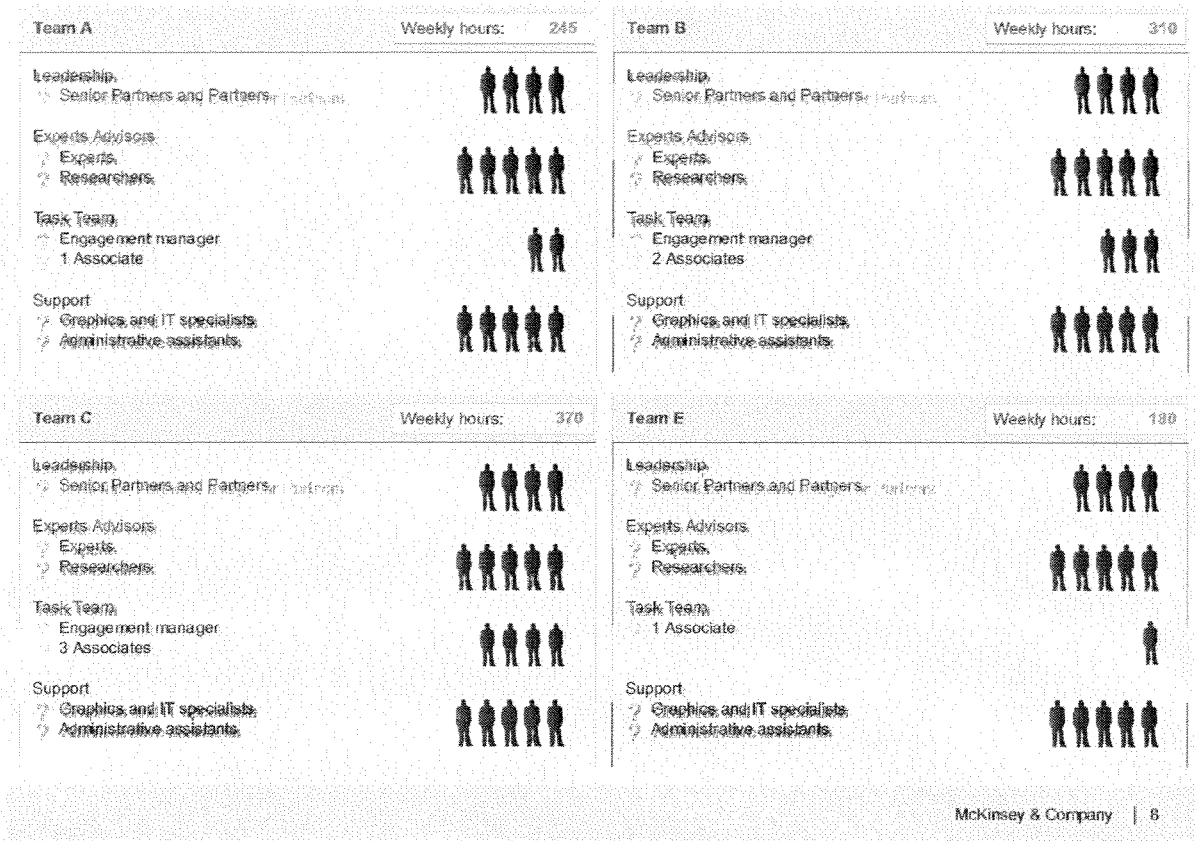 Team A Weekly hours: 245
Leadership
Senior Partners and Partners
Experts Advisors
? Experts
? Researchers
Task Team
Engagement manager
1 Associate
Support
? Graphics and IT specialists
? Administrative assistants
Team B Weekly hours: 310
Leadership
Senior Partners and Partners
Experts Advisors
? Experts
? Researchers
Task Team
Engagement manager
2 Associates
Support
? Graphics and IT specialists
? Administrative assistants
Team C Weekly hours: 370
Leadership
Senior Partners and Partners
Experts Advisors
? Experts
? Researchers
Task Team
Engagement manager
3 Associates
Support
? Graphics and IT specialists
? Administrative assistants
Team E Weekly hours: 180
Leadership
Senior Partners and Partners
Experts Advisors
? Experts
? Researchers
Task Team
1 Associate
Support
? Graphics and IT specialists
? Administrative assistants
McKinsey & Company |